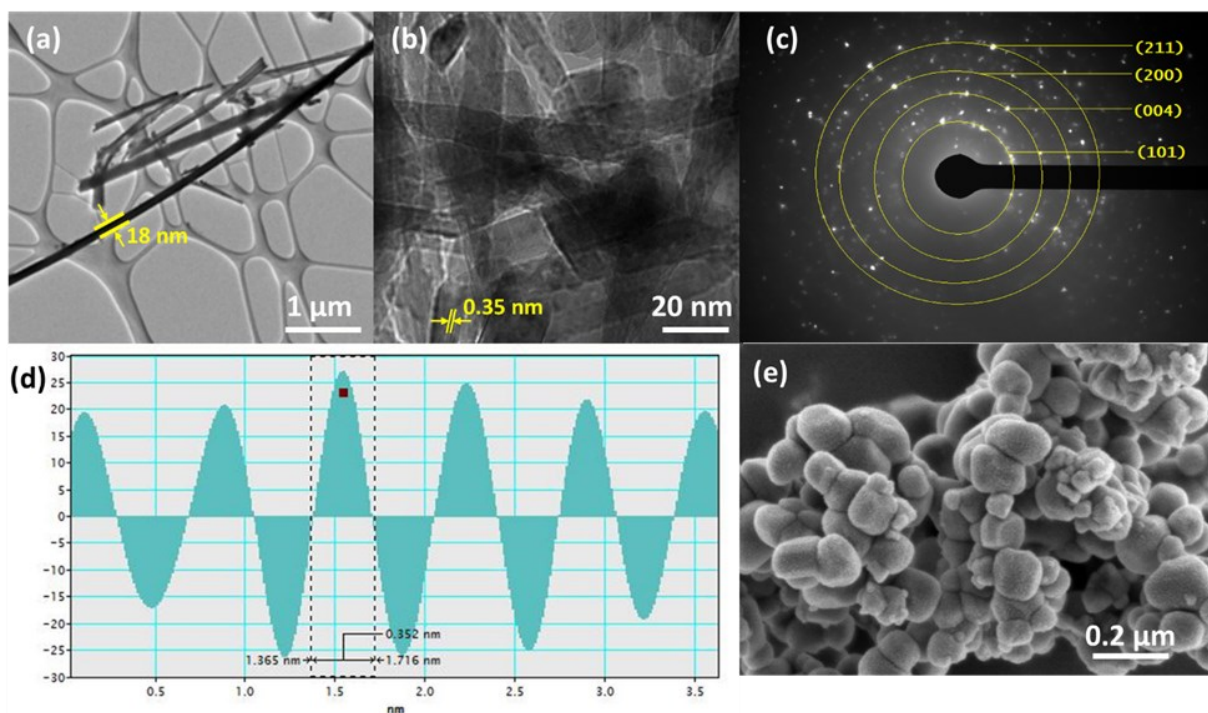 (a)
18 nm
1 μm
(b)
0.35 nm
20 nm
(c)
(211)
(200)
(004)
(101)
(d)
30
25
20
15
10
5
0
-5
-10
-15
-20
-25
-30
0.352 nm
1.365 nm
1.716 nm
0.5
1.0
1.5
2.0
2.5
3.0
3.5
nm
(e)
0.2 μm